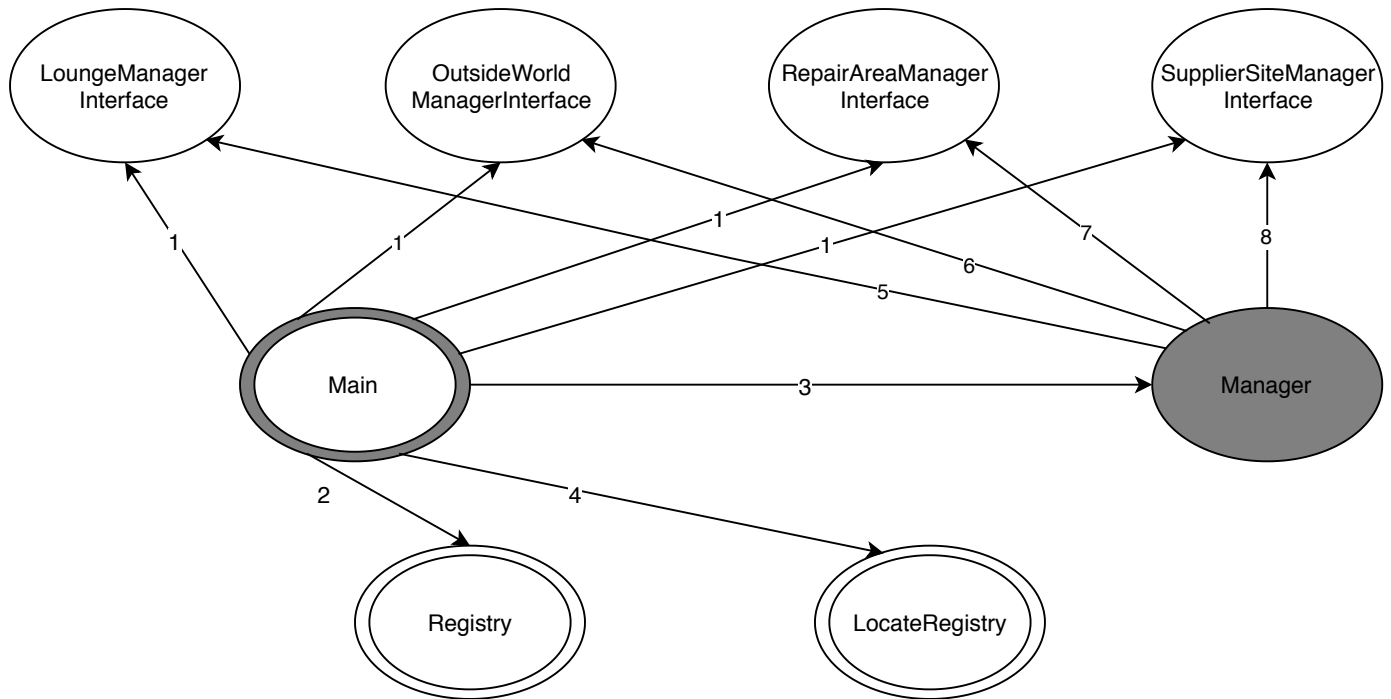 LoungeManager
Interface
OutsideWorld
ManagerInterface
RepairAreaManager
Interface
SupplierSiteManager
Interface
1
1
1
1
5
6
7
8
Main
3
Manager
2
4
Registry
LocateRegistry